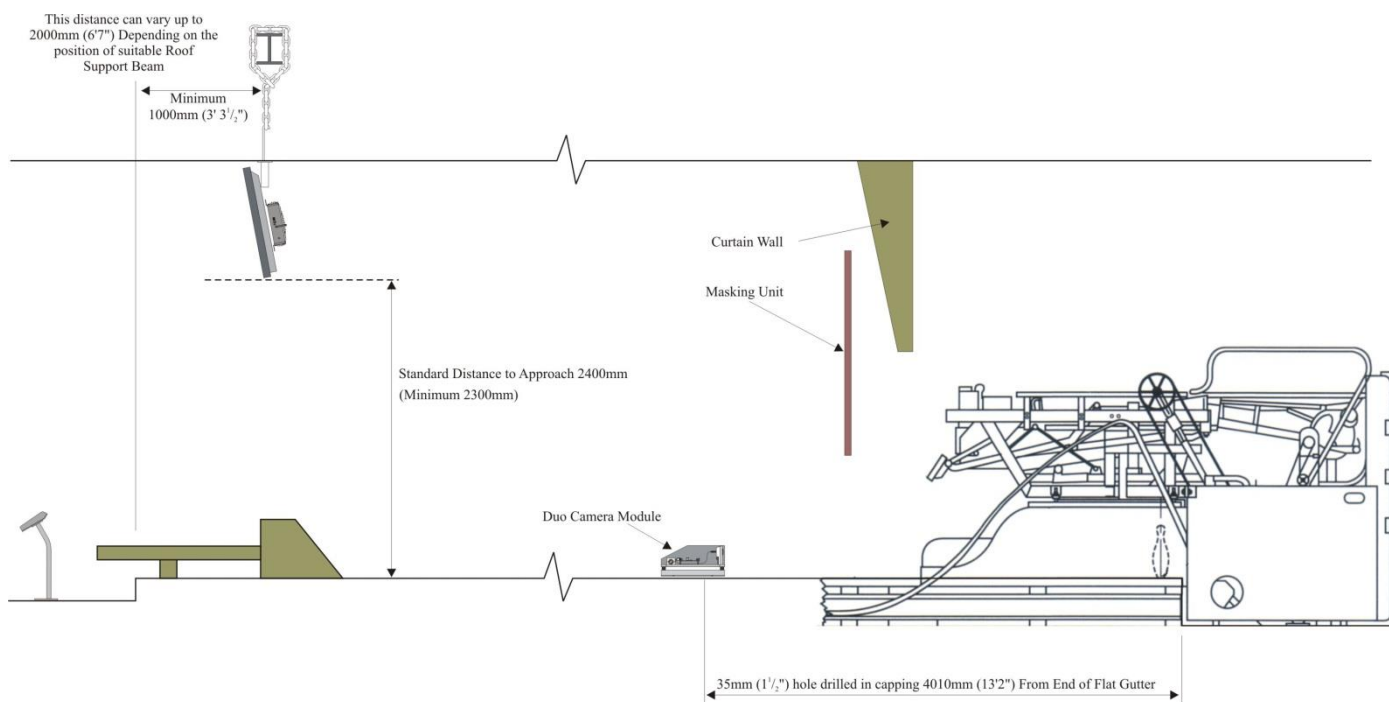 This distance can vary up to
2000mm (6'7") Depending on the
position of suitable Roof
Support Beam
Minimum
1000mm (3' 3¹/₂")
Curtain Wall
Masking Unit
Standard Distance to Approach 2400mm
(Minimum 2300mm)
Duo Camera Module
35mm (1¹/₂") hole drilled in capping 4010mm (13'2") From End of Flat Gutter